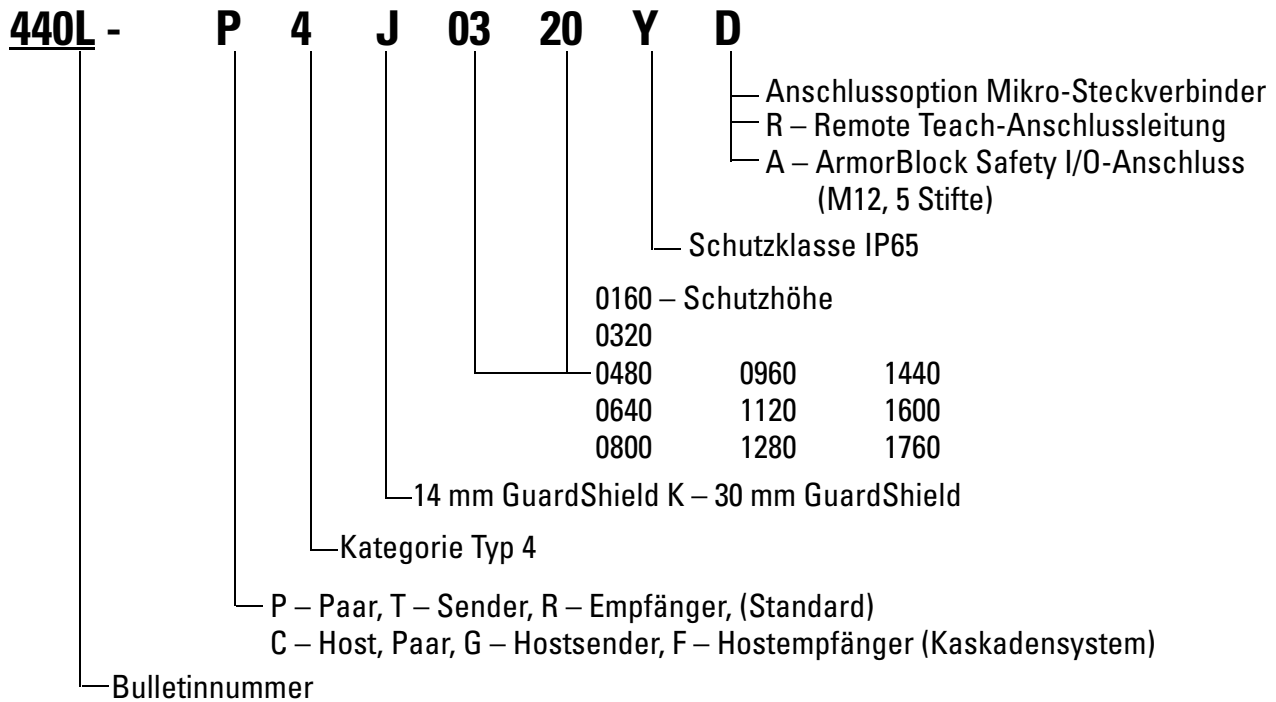 440L - P 4 J 03 20 Y D
Anschlussoption Mikro-Steckverbinder
R – Remote Teach-Anschlussleitung
A – ArmorBlock Safety I/O-Anschluss
(M12, 5 Stifte)
Schutzklasse IP65
0160 – Schutzhöhe
0320
0480 0960 1440
0640 1120 1600
0800 1280 1760
14 mm GuardShield K – 30 mm GuardShield
Kategorie Typ 4
P – Paar, T – Sender, R – Empfänger, (Standard)
C – Host, Paar, G – Hostsender, F – Hostempfänger (Kaskadensystem)
Bulletinnummer